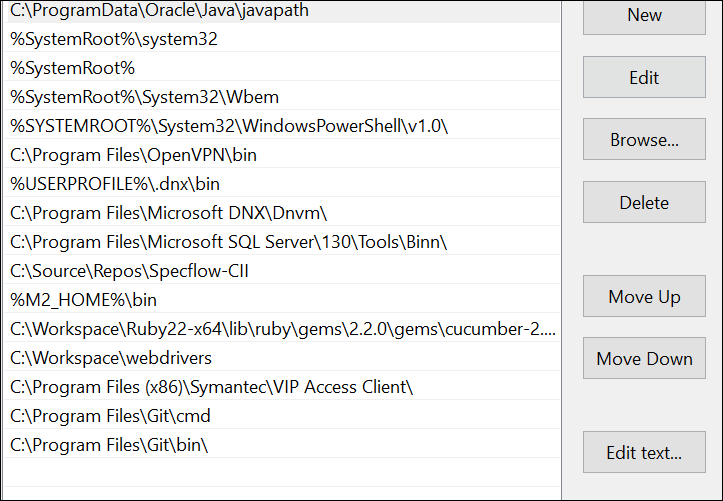 C:\ProgramData\Oracle\Java\javapath
%SystemRoot%\system32
%SystemRoot%
%SystemRoot%\System32\Wbem
%SYSTEMROOT%\System32\WindowsPowerShell\v1.0\
C:\Program Files\OpenVPN\bin
%USERPROFILE%\.dnx\bin
C:\Program Files\Microsoft DNX\Dnvm\
C:\Program Files\Microsoft SQL Server\130\Tools\Binn\
C:\Source\Repos\Specflow-CII
%M2_HOME%\bin
C:\Workspace\Ruby22-x64\lib\ruby\gems\2.2.0\gems\cucumber-2....
C:\Workspace\webdrivers
C:\Program Files (x86)\Symantec\VIP Access Client\
C:\Program Files\Git\cmd
C:\Program Files\Git\bin\
New
Edit
Browse...
Delete
Move Up
Move Down
Edit text...